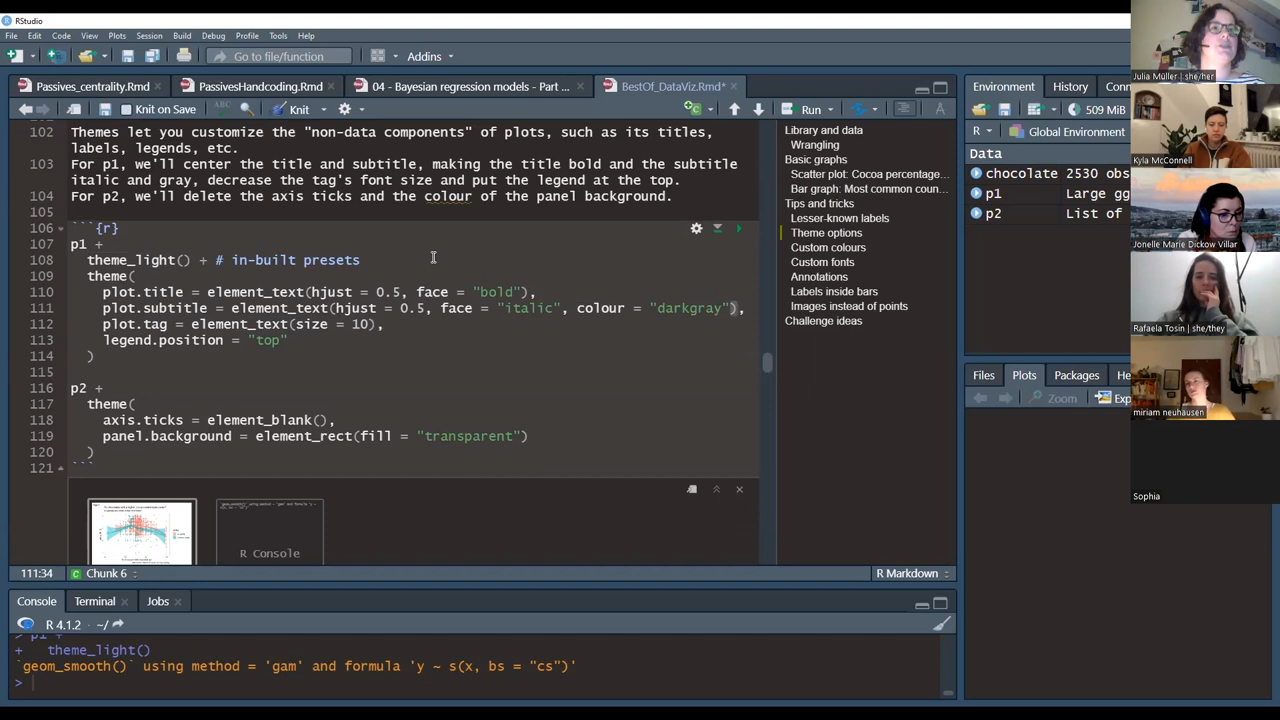 RStudio
File Edit Code View Plots Session Build Debug Profile Tools Help
Go to file/function
Addins
Passives_centrality.Rmd
PassivesHandcoding.Rmd
04 - Bayesian regression models - Part ...
BestOf_DataViz.Rmd*
Knit on Save
ABC
Knit
Run
102 Themes let you customize the "non-data components" of plots, such as its titles,
labels, legends, etc.
103 For p1, we'll center the title and subtitle, making the title bold and the subtitle
italic and gray, decrease the tag's font size and put the legend at the top.
104 For p2, we'll delete the axis ticks and the colour of the panel background.
105
106 ```{r}
107 p1 +
108 theme_light() + # in-built presets
109 theme(
110 plot.title = element_text(hjust = 0.5, face = "bold"),
111 plot.subtitle = element_text(hjust = 0.5, face = "italic", colour = "darkgray"),
112 plot.tag = element_text(size = 10),
113 legend.position = "top"
114 )
115
116 p2 +
117 theme(
118 axis.ticks = element_blank(),
119 panel.background = element_rect(fill = "transparent")
120 )
121 ```
R Console
111:34
Chunk 6
R Markdown
Library and data
Wrangling
Basic graphs
Scatter plot: Cocoa percentage...
Bar graph: Most common coun...
Tips and tricks
Lesser-known labels
Theme options
Custom colours
Custom fonts
Annotations
Labels inside bars
Images instead of points
Challenge ideas
Console Terminal Jobs
R 4.1.2 · ~/
> p1 +
+ theme_light()
`geom_smooth()` using method = 'gam' and formula 'y ~ s(x, bs = "cs")'
>
Environment History Conn
509 MiB
R Global Environment
Data
chocolate 2530 obs
p1 Large gg
p2 List of
Files Plots Packages He
Zoom Exp
Julia Müller | she/her
Kyla McConnell
Jonelle Marie Dickow Villar
Rafaela Tosin | she/they
miriam neuhausen
Sophia